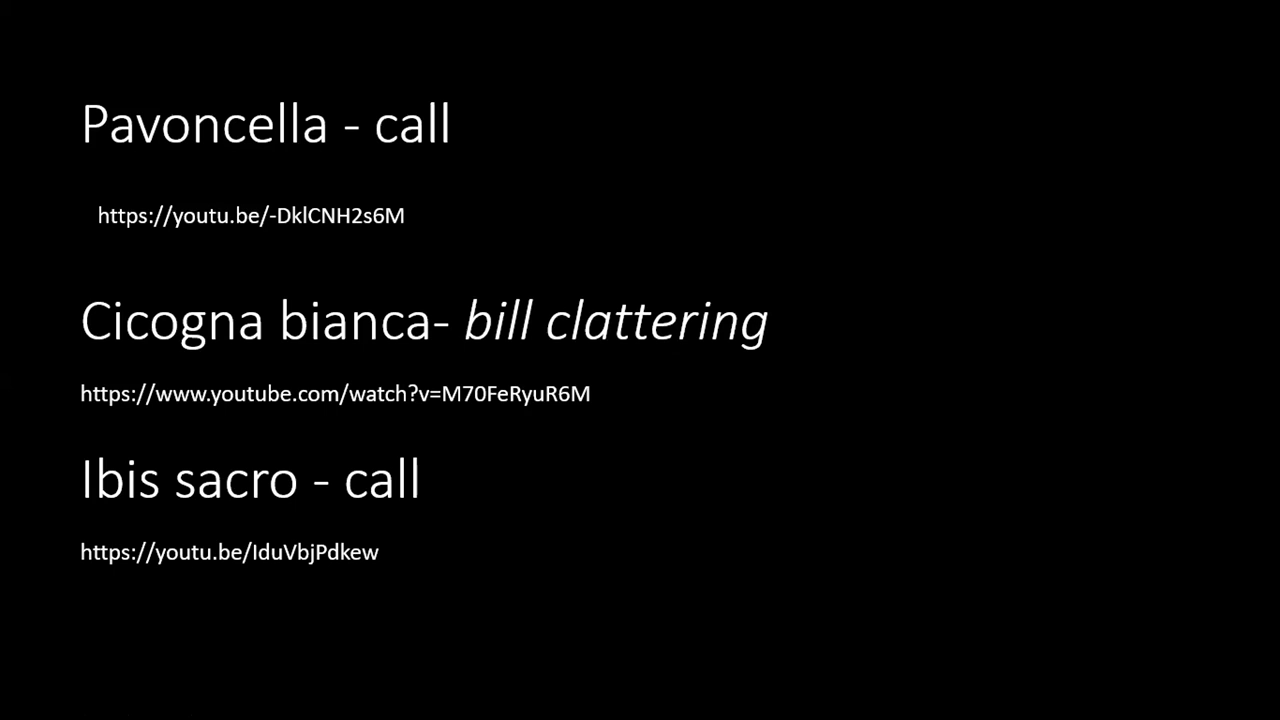 Pavoncella - call
https://youtu.be/-DklCNH2s6M
Cicogna bianca- bill clattering
https://www.youtube.com/watch?v=M70FeRyuR6M
Ibis sacro - call
https://youtu.be/IduVbjPdkew